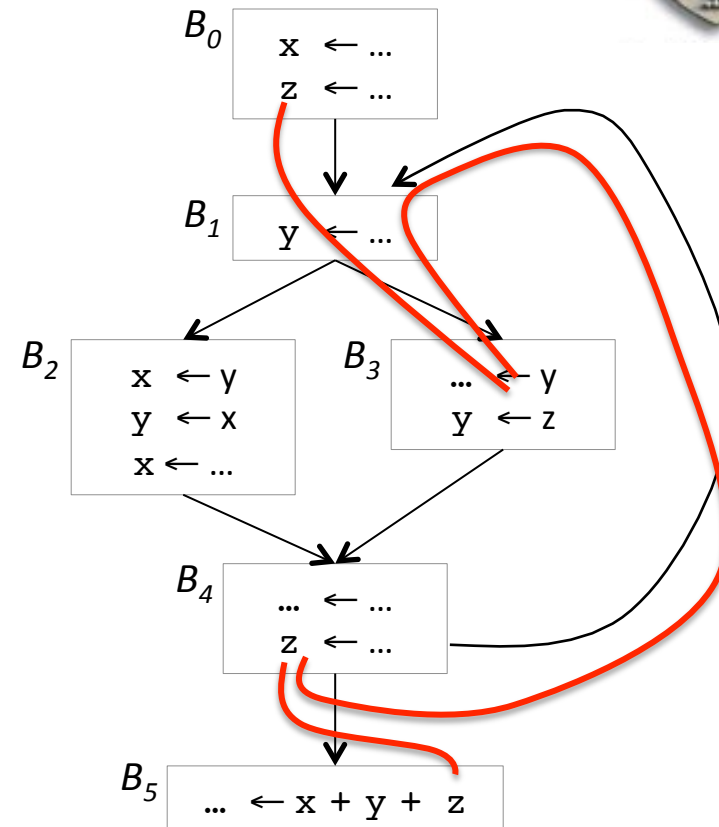 B0
x ← …
z ← …
B1
y ← …
B2
x ← y
y ← x
x ← …
B3
… ← y
y ← z
B4
… ← …
z ← …
B5
… ← x + y + z